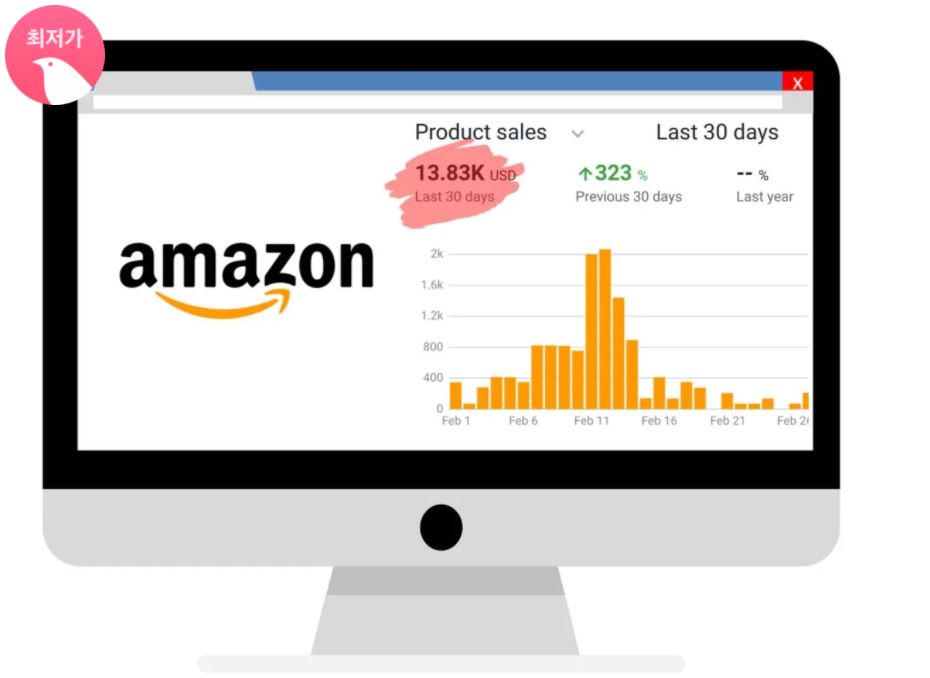 최저가
X
Product sales
Last 30 days
13.83K USD
Last 30 days
↑323 %
Previous 30 days
-- %
Last year
amazon
2k
1.6k
1.2k
800
400
0
Feb 1 Feb 6 Feb 11 Feb 16 Feb 21 Feb